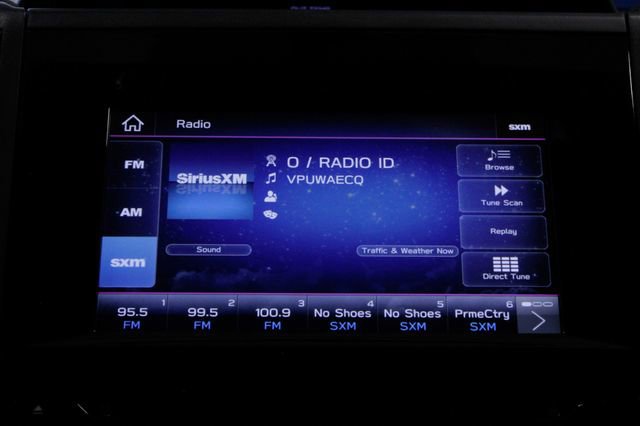 Radio
sxm
FM
AM
sxm
SiriusXM
0 / RADIO ID
VPUWAECQ
Browse
Tune Scan
Replay
Direct Tune
Sound
Traffic & Weather Now
1
95.5
FM
2
99.5
FM
3
100.9
FM
4
No Shoes
SXM
5
No Shoes
SXM
6
PrmeCtry
SXM